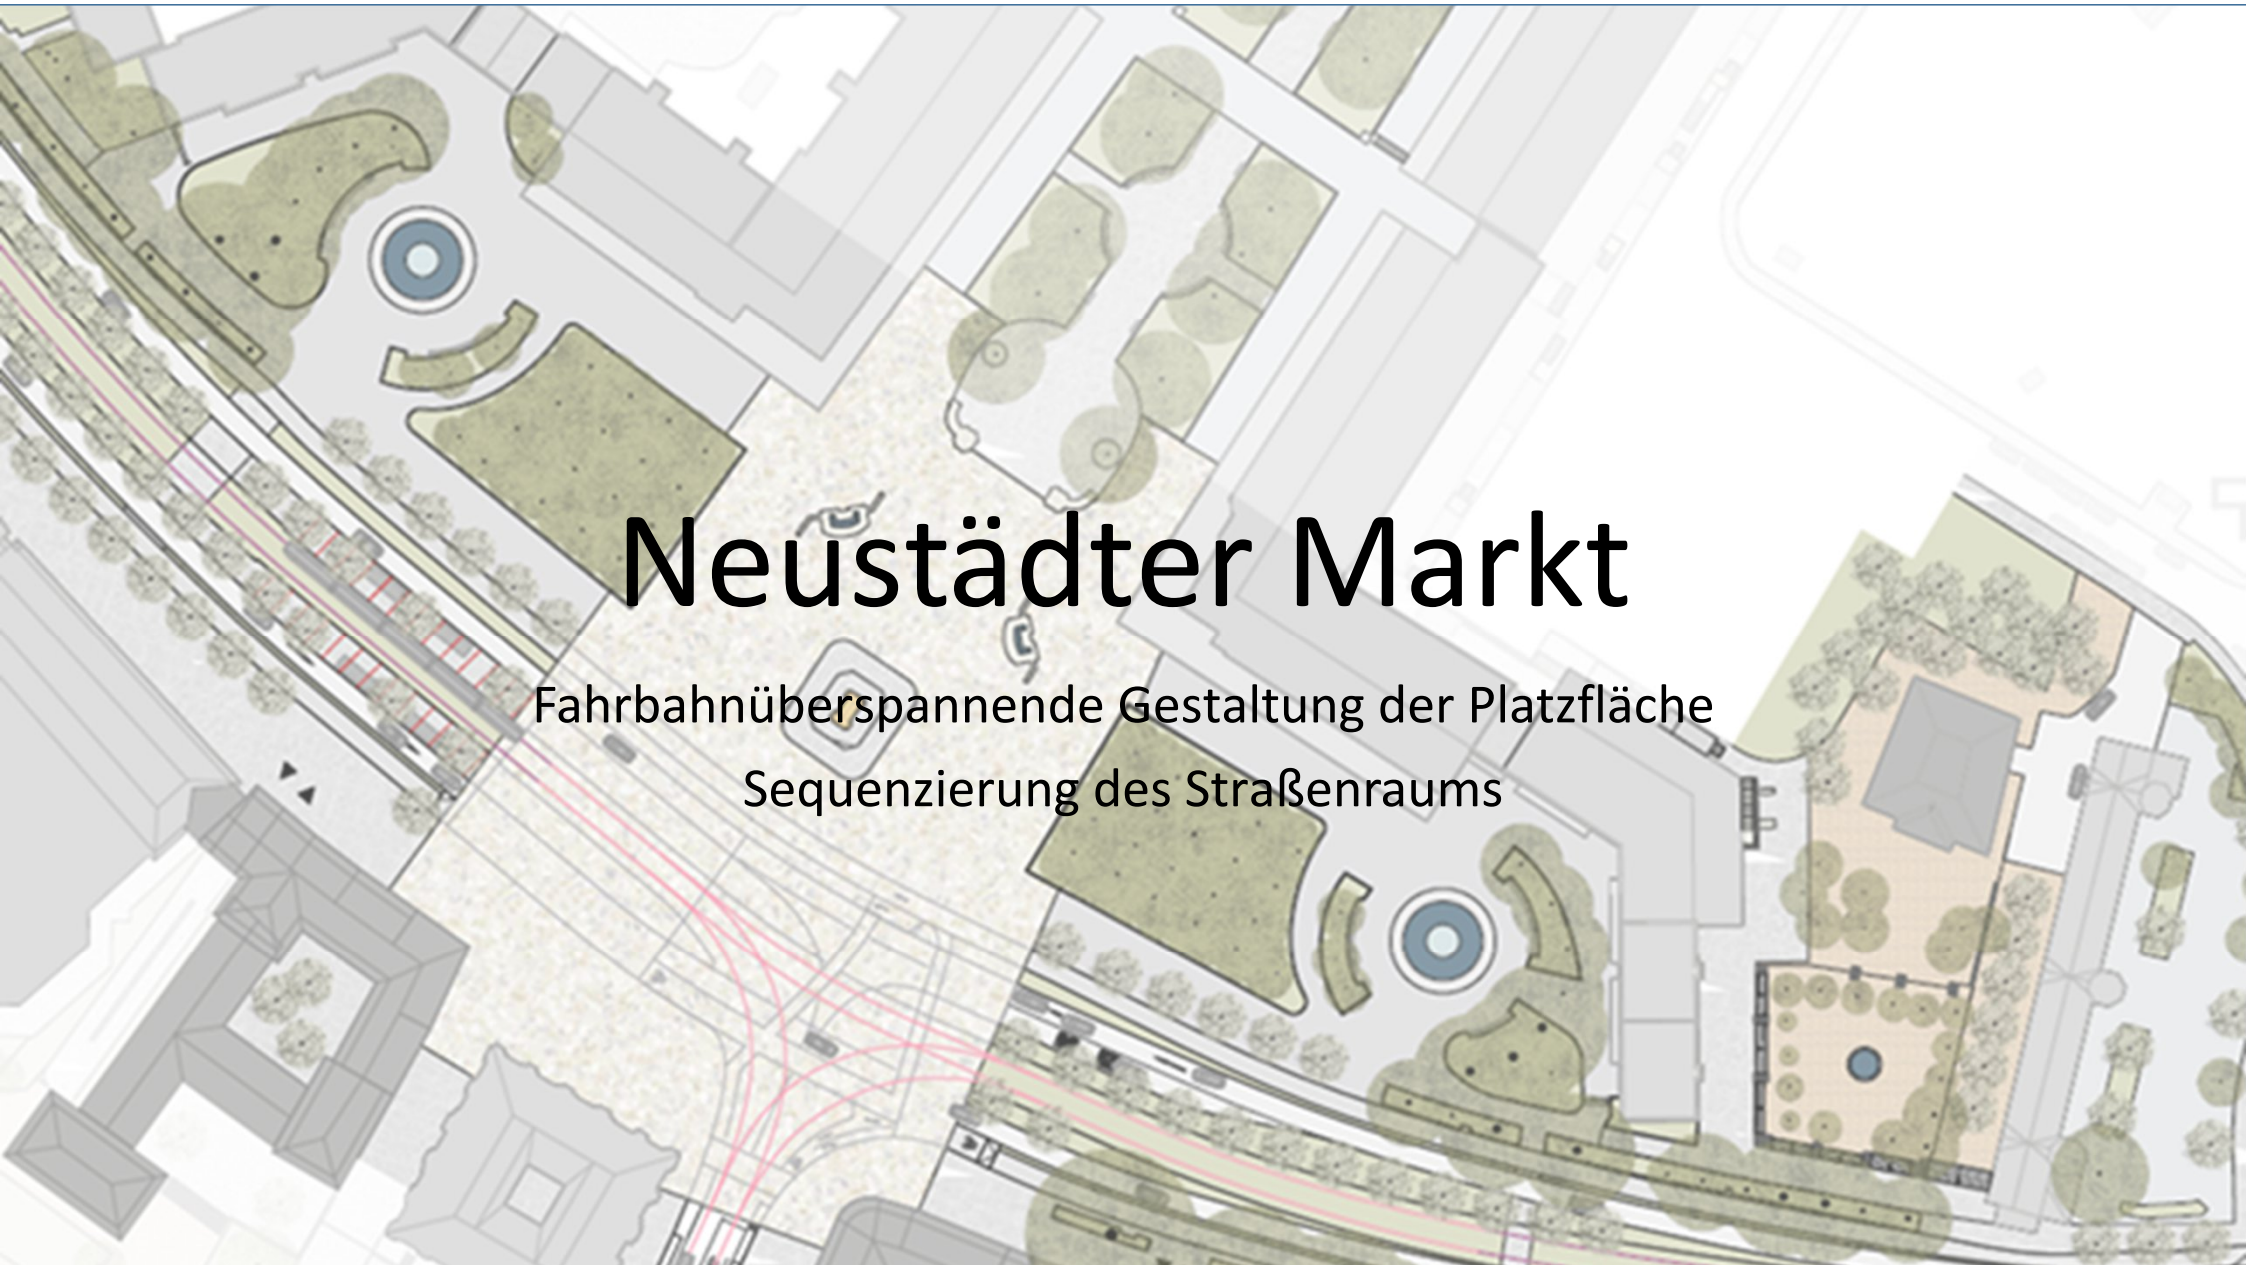 Neustädter Markt
Fahrbahnüberspannende Gestaltung der Platzfläche
Sequenzierung des Straßenraums